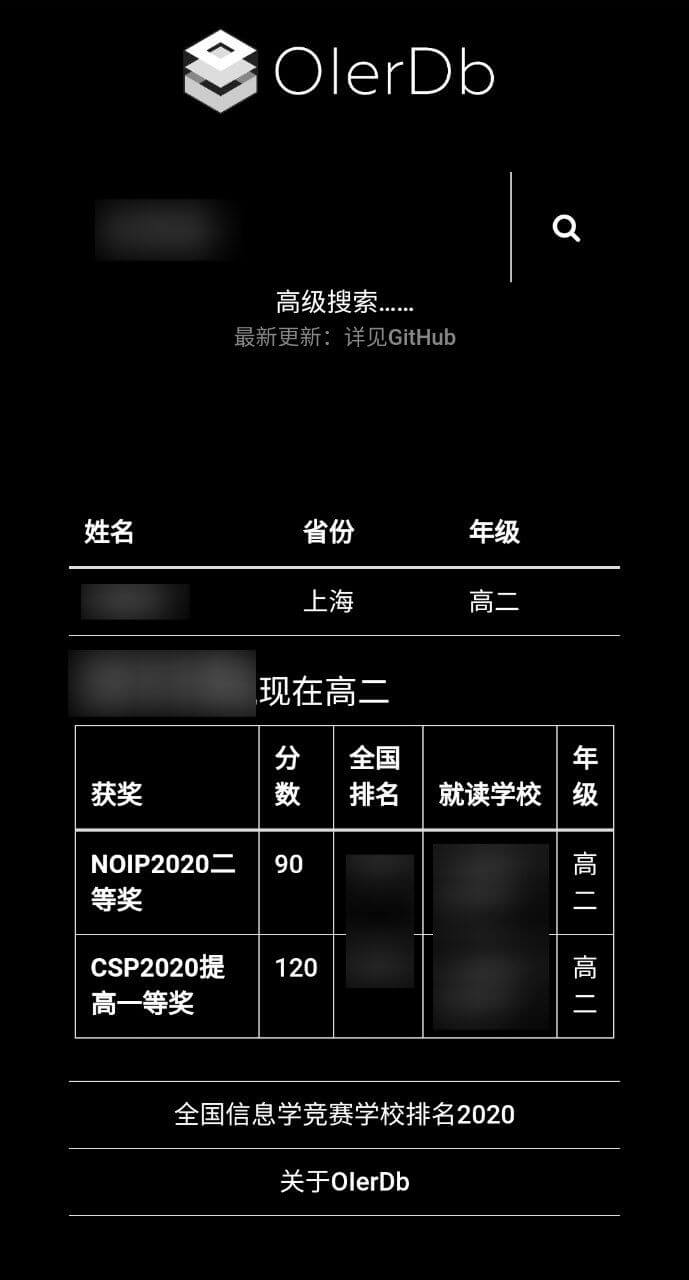 OIerDb
高级搜索……
最新更新：详见GitHub
姓名 省份 年级
上海 高二
现在高二
获奖 分数 全国排名 就读学校 年级
NOIP2020二等奖 90 高二
CSP2020提高一等奖 120 高二
全国信息学竞赛学校排名2020
关于OIerDb